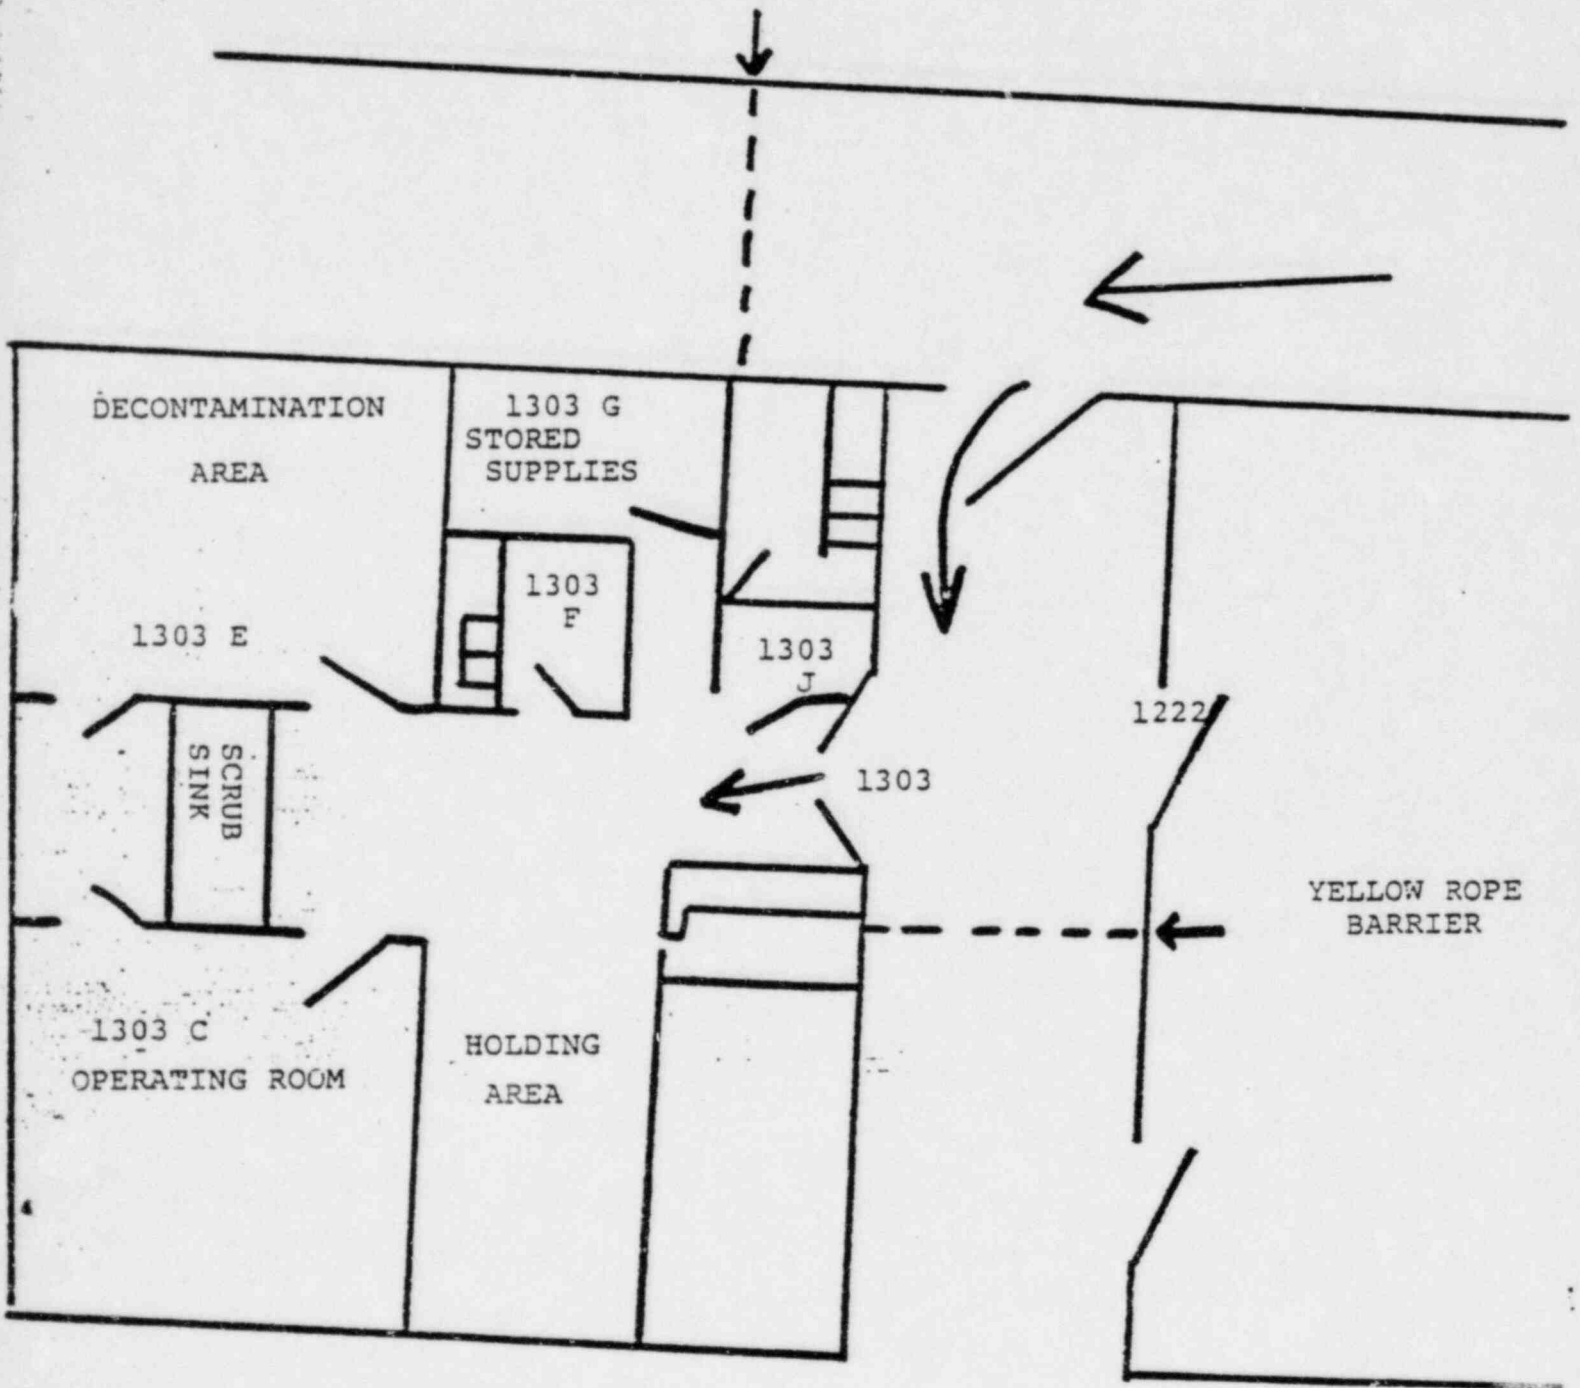 DECONTAMINATION
AREA
1303 G
STORED
SUPPLIES
1303
F
1303 E
1303
J
1222
SCRUB
SINK
1303
YELLOW ROPE
BARRIER
1303 C
OPERATING ROOM
HOLDING
AREA